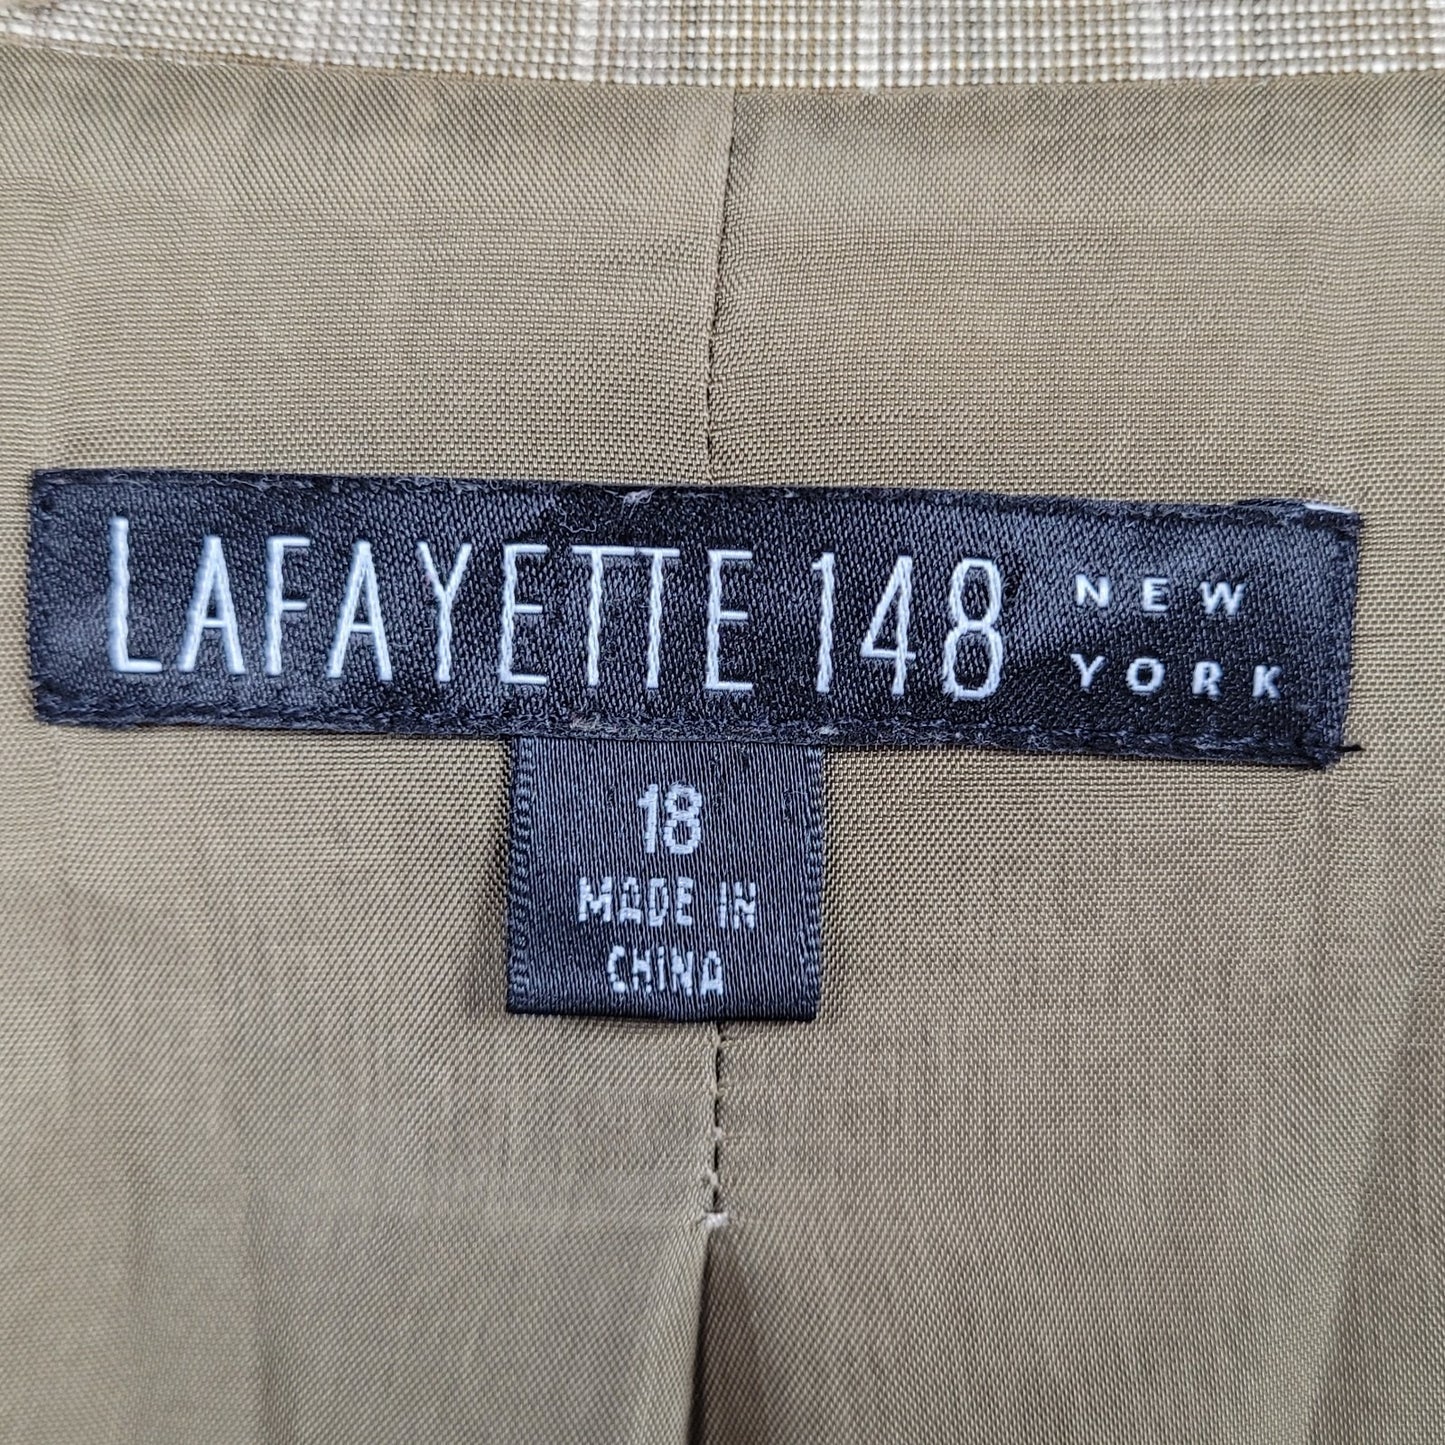 LAFAYETTE 148 NEW YORK
18
MADE IN
CHINA